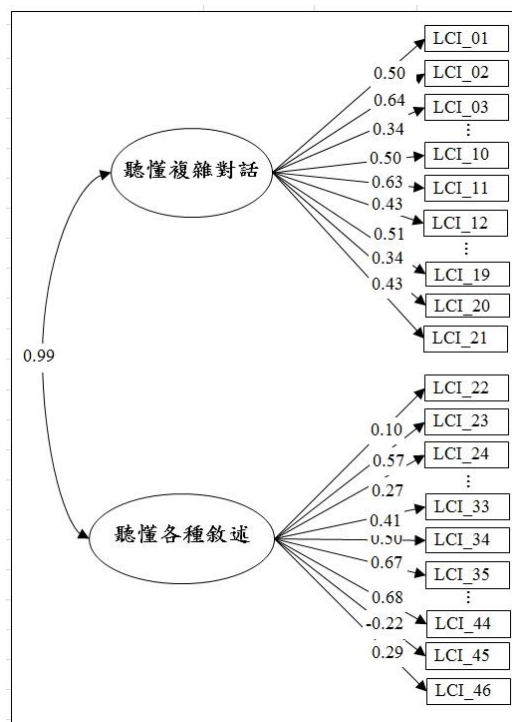 LCI_01
0.50
LCI_02
0.64
LCI_03
0.34
⋮
聽懂複雜對話
0.50
LCI_10
0.63
LCI_11
0.43
LCI_12
0.51
⋮
0.34
LCI_19
0.43
LCI_20
LCI_21
0.99
LCI_22
0.10
LCI_23
0.57
LCI_24
0.27
⋮
聽懂各種敘述
0.41
LCI_33
0.50
LCI_34
0.67
LCI_35
0.68
⋮
-0.22
LCI_44
0.29
LCI_45
LCI_46